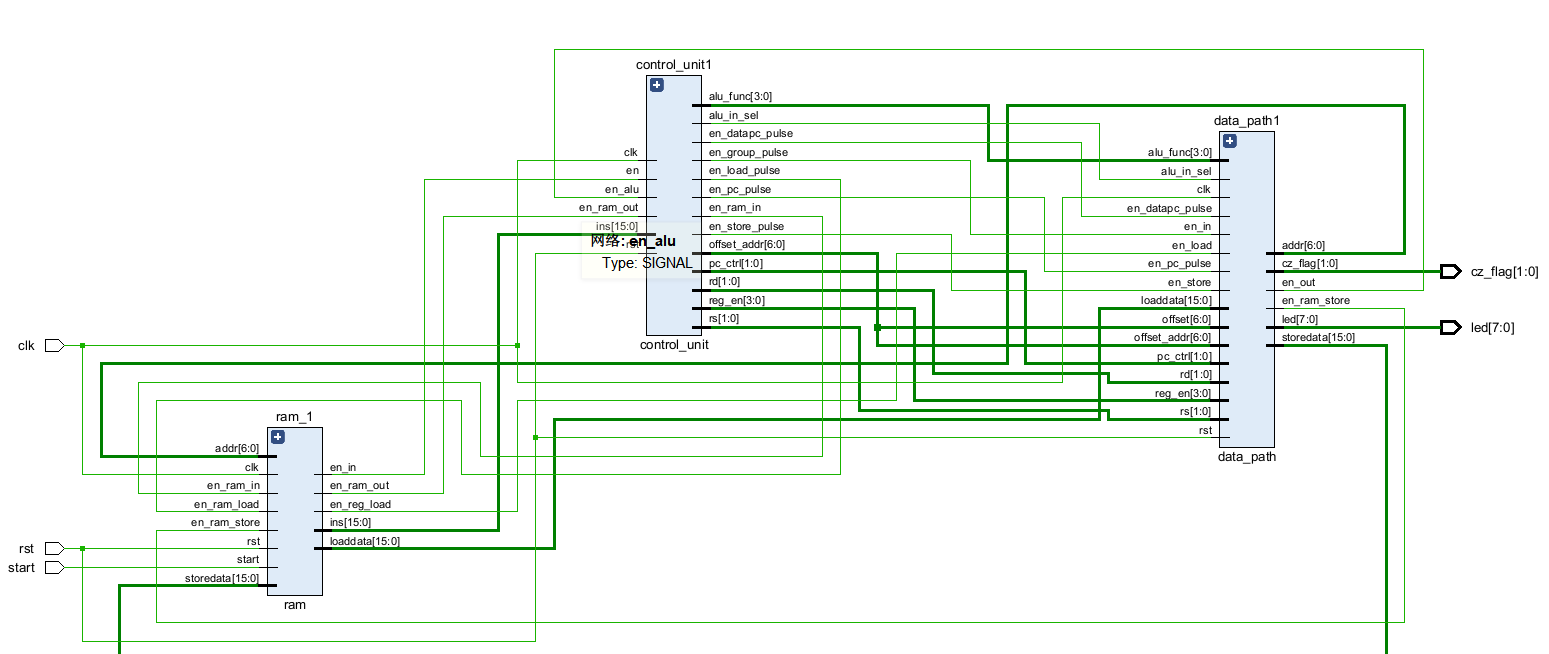 control_unit1
alu_func[3:0]
alu_in_sel
en_datapc_pulse
clk
en_group_pulse
en
en_load_pulse
en_alu
en_pc_pulse
en_ram_out
en_ram_in
ins[15:0]
en_store_pulse
rst
offset_addr[6:0]
网络: en_alu
Type: SIGNAL
pc_ctrl[1:0]
rd[1:0]
reg_en[3:0]
rs[1:0]
control_unit
data_path1
alu_func[3:0]
alu_in_sel
clk
en_datapc_pulse
en_in
en_load
en_pc_pulse
en_store
loaddata[15:0]
offset[6:0]
offset_addr[6:0]
pc_ctrl[1:0]
rd[1:0]
reg_en[3:0]
rs[1:0]
rst
addr[6:0]
cz_flag[1:0]
en_out
en_ram_store
led[7:0]
storedata[15:0]
data_path
cz_flag[1:0]
led[7:0]
clk
rst
start
ram_1
addr[6:0]
clk
en_ram_in
en_ram_load
en_ram_store
rst
start
storedata[15:0]
en_in
en_ram_out
en_reg_load
ins[15:0]
loaddata[15:0]
ram